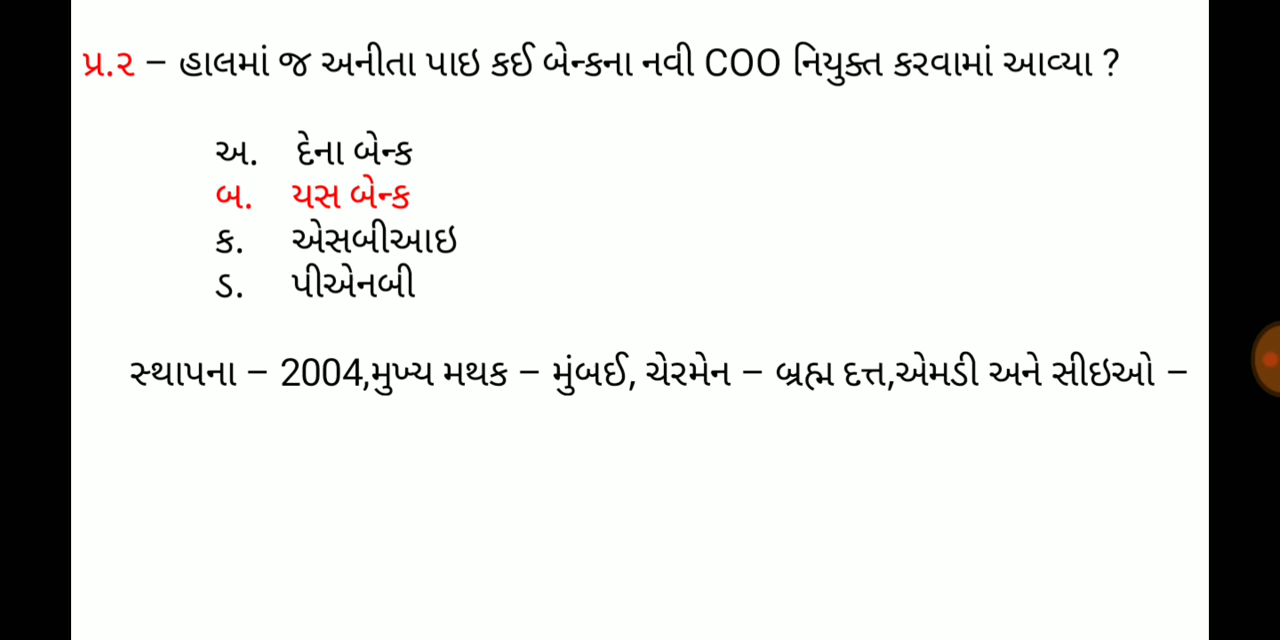 પ્ર.૨ – હાલમાં જ અનીતા પાઇ કઈ બેન્કના નવી COO નિયુક્ત કરવામાં આવ્યા ?
અ. દેના બેન્ક
બ. યસ બેન્ક
ક. એસબીઆઇ
ડ. પીએનબી
સ્થાપના – 2004,મુખ્ય મથક – મુંબઈ, ચેરમેન – બ્રહ્મ દત્ત,એમડી અને સીઇઓ –